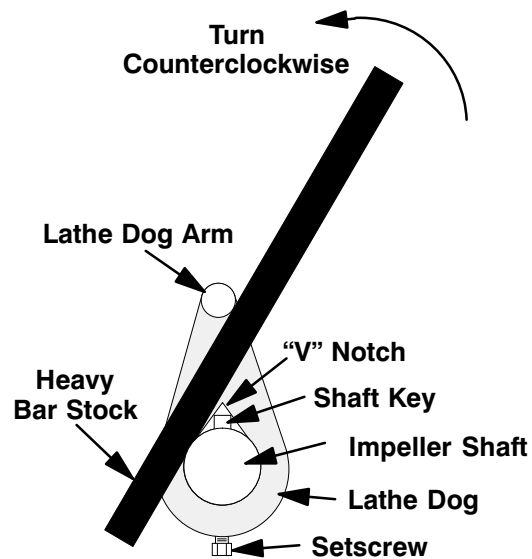 Turn
Counterclockwise
Lathe Dog Arm
“V” Notch
Heavy
Bar Stock
Shaft Key
Impeller Shaft
Lathe Dog
Setscrew